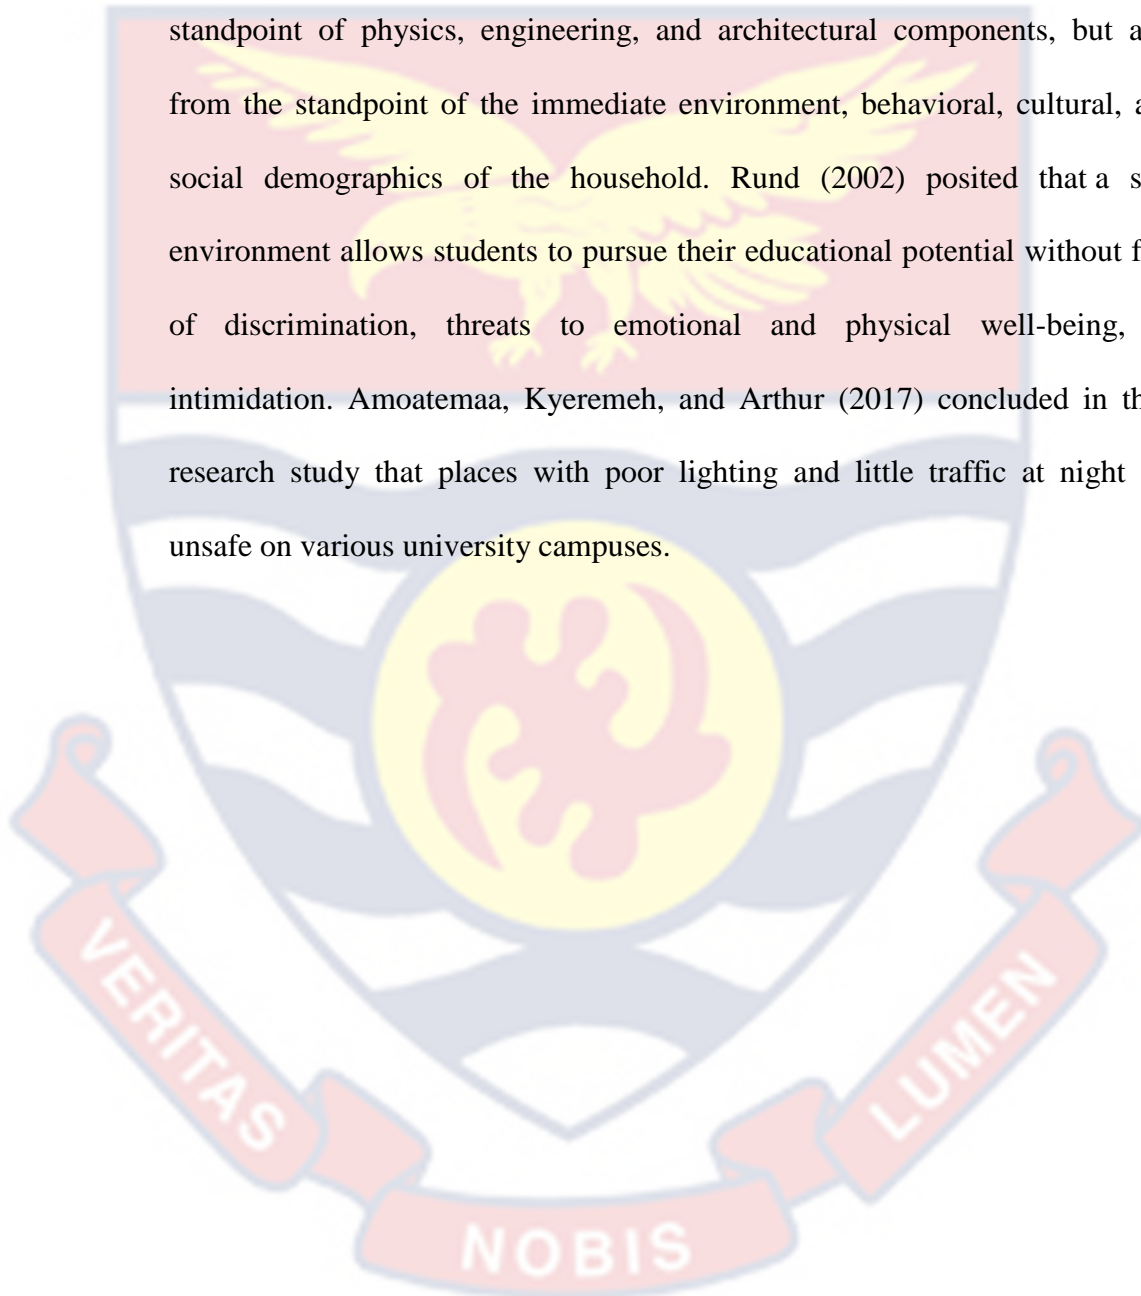 standpoint of physics, engineering, and architectural components, but a
from the standpoint of the immediate environment, behavioral, cultural, a
social demographics of the household. Rund (2002) posited that a s
environment allows students to pursue their educational potential without f
of discrimination, threats to emotional and physical well-being,
intimidation. Amoatemaa, Kyeremeh, and Arthur (2017) concluded in th
research study that places with poor lighting and little traffic at night
unsafe on various university campuses.
VERITAS
NOBIS
LUMEN